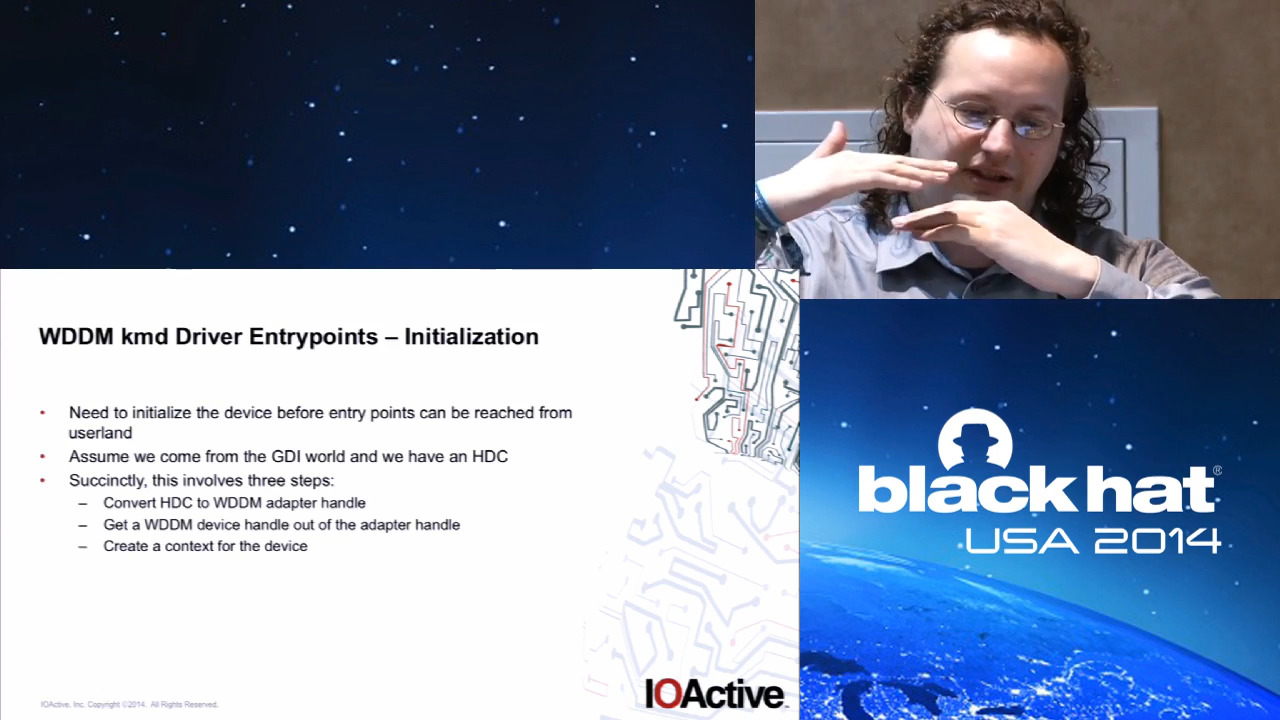 WDDM kmd Driver Entrypoints – Initialization
• Need to initialize the device before entry points can be reached from
userland
• Assume we come from the GDI world and we have an HDC
• Succinctly, this involves three steps:
– Convert HDC to WDDM adapter handle
– Get a WDDM device handle out of the adapter handle
– Create a context for the device
IOActive, Inc. Copyright ©2014. All Rights Reserved.
IOActive
black hat®
USA 2014